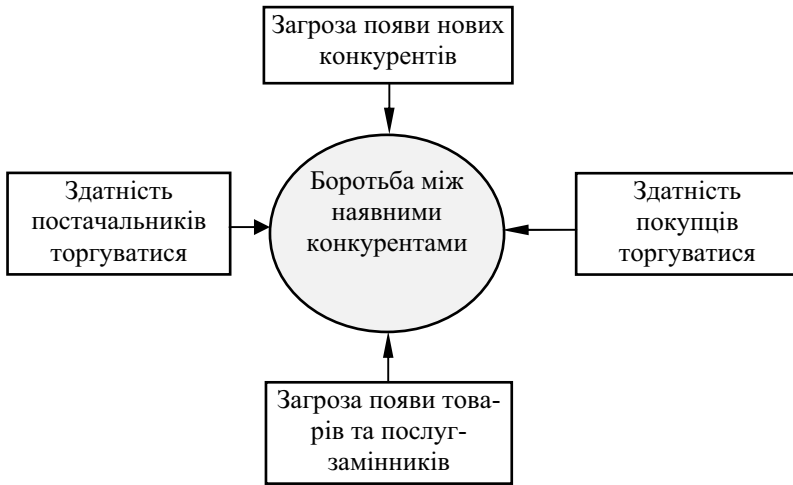 Загроза появи нових
конкурентів
Здатність
постачальників
торгуватися
Боротьба між
наявними
конкурентами
Здатність
покупців
торгуватися
Загроза появи това-
рів та послуг-
замінників